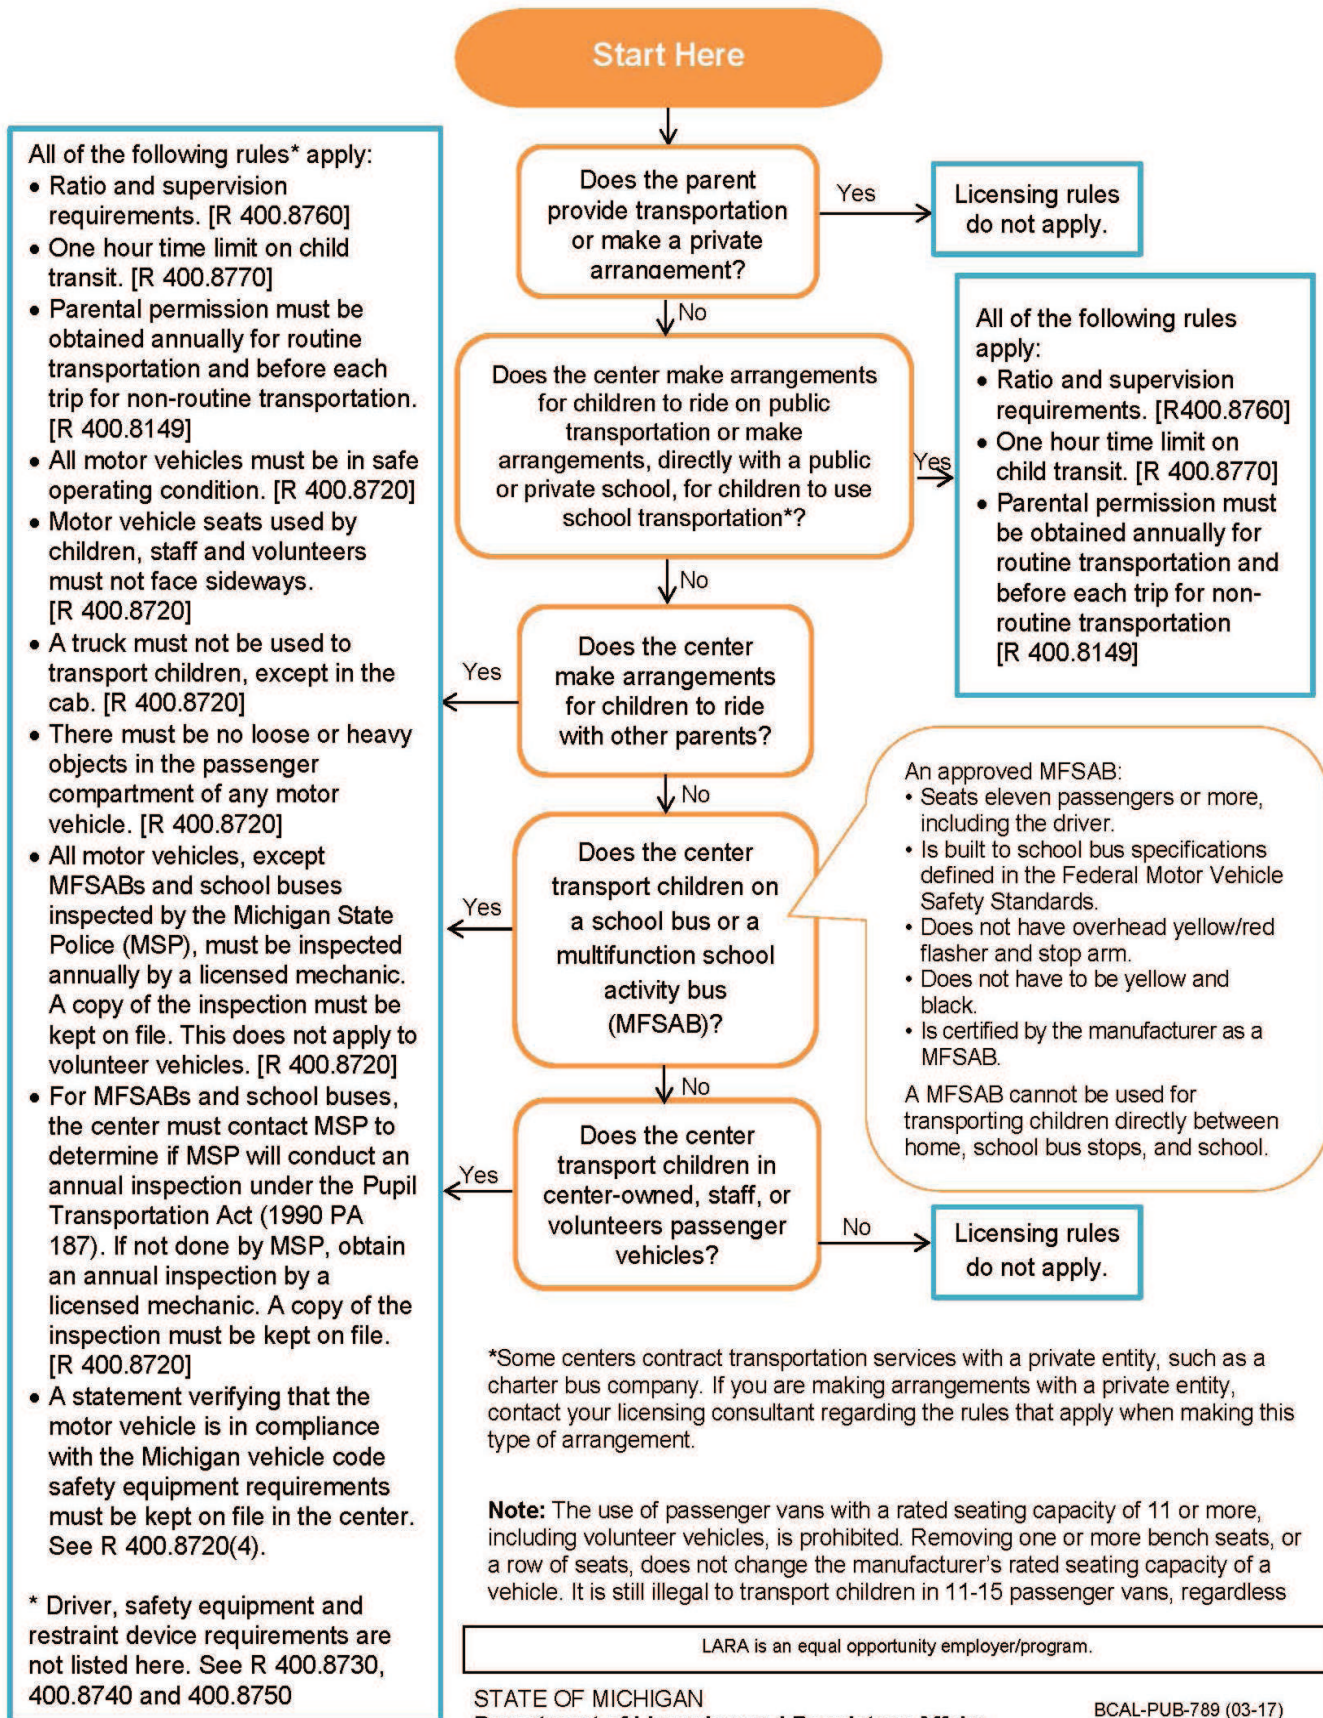 Start Here
All of the following rules* apply:
• Ratio and supervision
requirements. [R 400.8760]
• One hour time limit on child
transit. [R 400.8770]
• Parental permission must be
obtained annually for routine
transportation and before each
trip for non-routine transportation.
[R 400.8149]
• All motor vehicles must be in safe
operating condition. [R 400.8720]
• Motor vehicle seats used by
children, staff and volunteers
must not face sideways.
[R 400.8720]
• A truck must not be used to
transport children, except in the
cab. [R 400.8720]
• There must be no loose or heavy
objects in the passenger
compartment of any motor
vehicle. [R 400.8720]
• All motor vehicles, except
MFSABs and school buses
inspected by the Michigan State
Police (MSP), must be inspected
annually by a licensed mechanic.
A copy of the inspection must be
kept on file. This does not apply to
volunteer vehicles. [R 400.8720]
• For MFSABs and school buses,
the center must contact MSP to
determine if MSP will conduct an
annual inspection under the Pupil
Transportation Act (1990 PA
187). If not done by MSP, obtain
an annual inspection by a
licensed mechanic. A copy of the
inspection must be kept on file.
[R 400.8720]
• A statement verifying that the
motor vehicle is in compliance
with the Michigan vehicle code
safety equipment requirements
must be kept on file in the center.
See R 400.8720(4).
* Driver, safety equipment and
restraint device requirements are
not listed here. See R 400.8730,
400.8740 and 400.8750
Does the parent
provide transportation
or make a private
arrangement?
Yes
Licensing rules
do not apply.
No
Does the center make arrangements
for children to ride on public
transportation or make
arrangements, directly with a public
or private school, for children to use
school transportation*?
Yes
All of the following rules
apply:
• Ratio and supervision
requirements. [R400.8760]
• One hour time limit on
child transit. [R 400.8770]
• Parental permission must
be obtained annually for
routine transportation and
before each trip for non-
routine transportation
[R 400.8149]
No
Does the center
make arrangements
for children to ride
with other parents?
Yes
No
Does the center
transport children on
a school bus or a
multifunction school
activity bus
(MFSAB)?
Yes
An approved MFSAB:
• Seats eleven passengers or more,
including the driver.
• Is built to school bus specifications
defined in the Federal Motor Vehicle
Safety Standards.
• Does not have overhead yellow/red
flasher and stop arm.
• Does not have to be yellow and
black.
• Is certified by the manufacturer as a
MFSAB.
A MFSAB cannot be used for
transporting children directly between
home, school bus stops, and school.
No
Does the center
transport children in
center-owned, staff, or
volunteers passenger
vehicles?
Yes
No
Licensing rules
do not apply.
*Some centers contract transportation services with a private entity, such as a
charter bus company. If you are making arrangements with a private entity,
contact your licensing consultant regarding the rules that apply when making this
type of arrangement.
Note: The use of passenger vans with a rated seating capacity of 11 or more,
including volunteer vehicles, is prohibited. Removing one or more bench seats, or
a row of seats, does not change the manufacturer's rated seating capacity of a
vehicle. It is still illegal to transport children in 11-15 passenger vans, regardless
LARA is an equal opportunity employer/program.
STATE OF MICHIGAN
BCAL-PUB-789 (03-17)